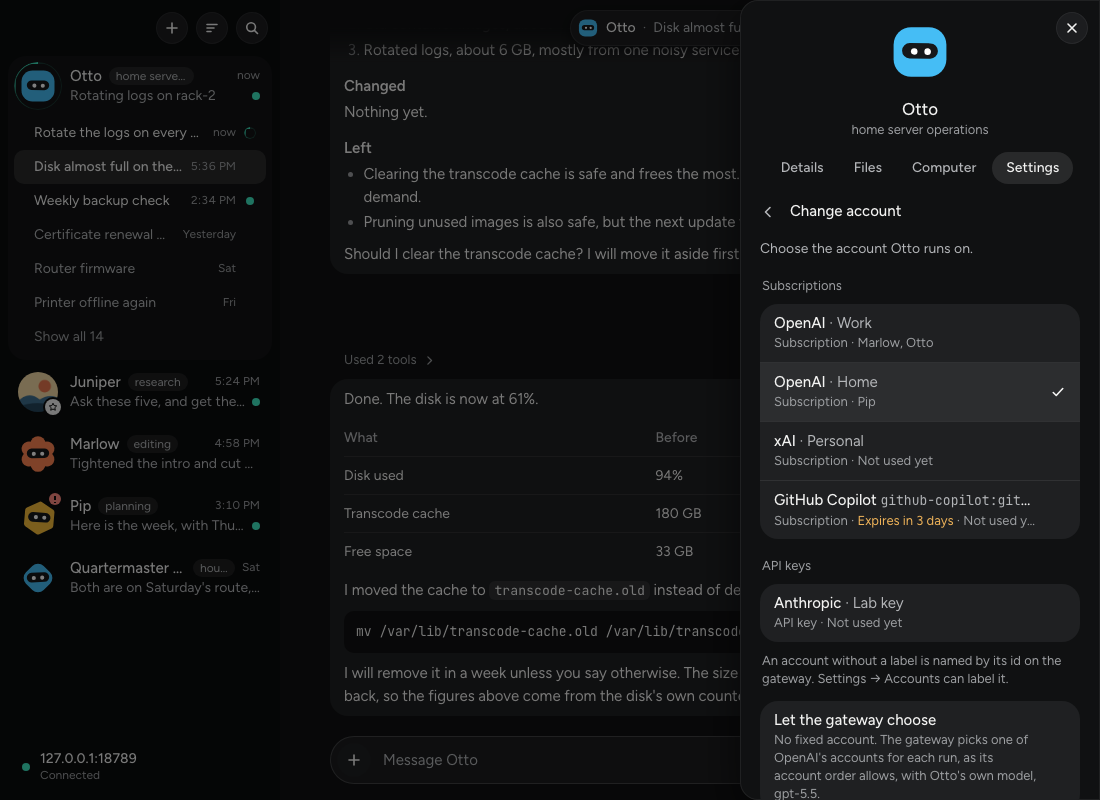 Otto home serve... now
Rotating logs on rack-2
Rotate the logs on every ... now
Disk almost full on the... 5:36 PM
Weekly backup check 2:34 PM
Certificate renewal ... Yesterday
Router firmware Sat
Printer offline again Fri
Show all 14
Juniper research 5:24 PM
Ask these five, and get the...
Marlow editing 4:58 PM
Tightened the intro and cut ...
Pip planning 3:10 PM
Here is the week, with Thu...
Quartermaster ... hou... Sat
Both are on Saturday's route,...
127.0.0.1:18789
Connected
Otto · Disk almost fu
3. Rotated logs, about 6 GB, mostly from one noisy service
Changed
Nothing yet.
Left
• Clearing the transcode cache is safe and frees the most.
demand.
• Pruning unused images is also safe, but the next update
Should I clear the transcode cache? I will move it aside first
Used 2 tools
Done. The disk is now at 61%.
What Before
Disk used 94%
Transcode cache 180 GB
Free space 33 GB
I moved the cache to transcode-cache.old instead of de
mv /var/lib/transcode-cache.old /var/lib/transcod
I will remove it in a week unless you say otherwise. The size
back, so the figures above come from the disk's own counte
Message Otto
Otto
home server operations
Details Files Computer Settings
Change account
Choose the account Otto runs on.
Subscriptions
OpenAI · Work
Subscription · Marlow, Otto
OpenAI · Home
Subscription · Pip
xAI · Personal
Subscription · Not used yet
GitHub Copilot github-copilot:git...
Subscription · Expires in 3 days · Not used y...
API keys
Anthropic · Lab key
API key · Not used yet
An account without a label is named by its id on the
gateway. Settings → Accounts can label it.
Let the gateway choose
No fixed account. The gateway picks one of
OpenAI's accounts for each run, as its
account order allows, with Otto's own model,
gpt-5.5.